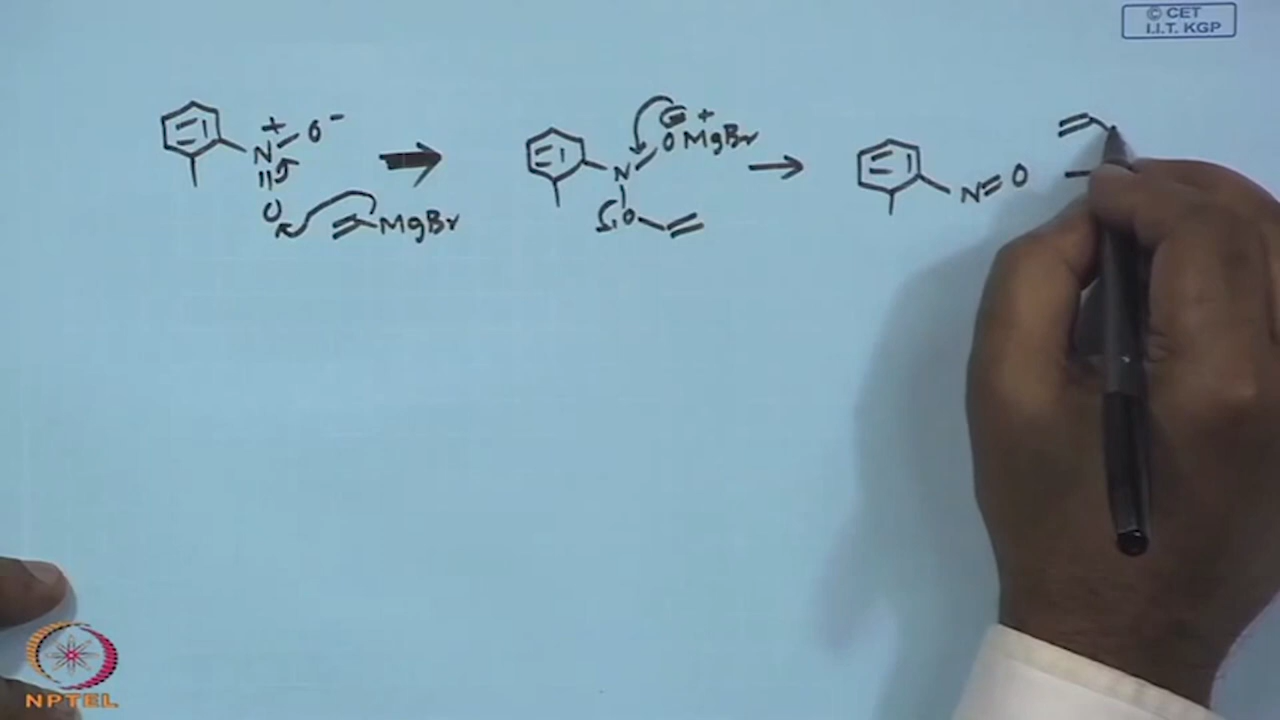 © CET
I.I.T. KGP
N + O -
O
MgBr
N O MgBr +
O
N O
NPTEL